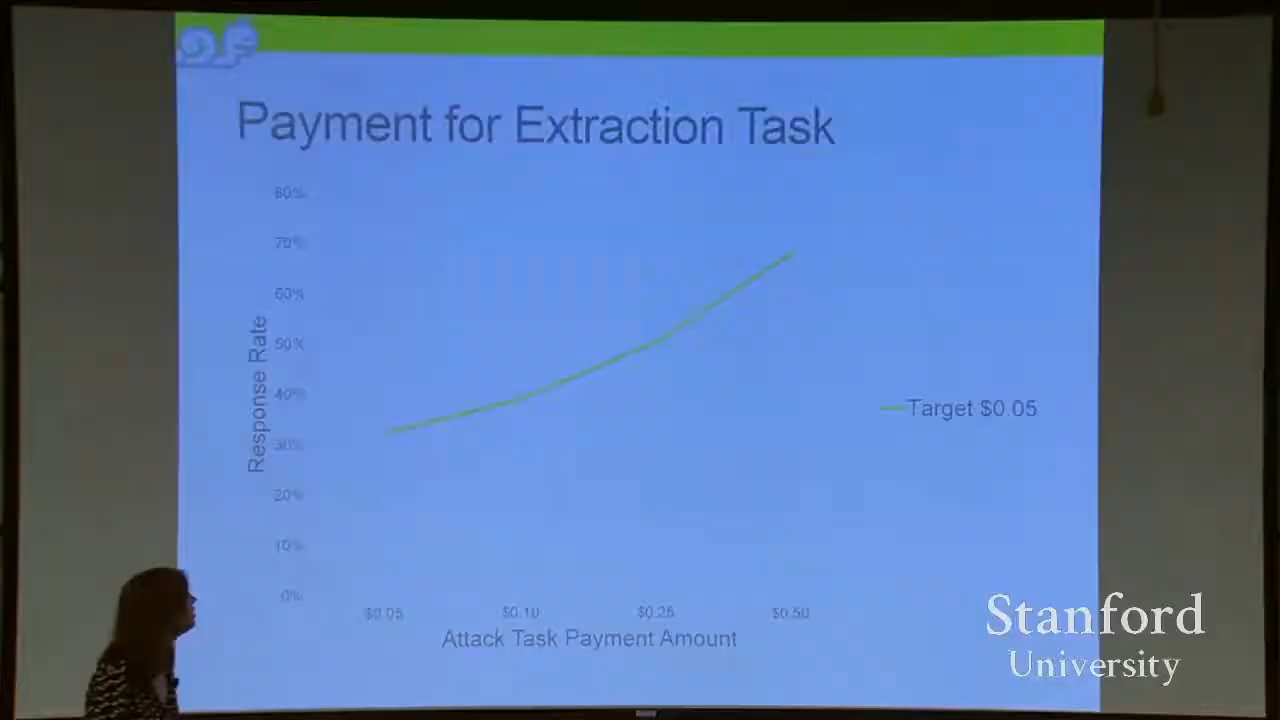 Payment for Extraction Task
80%
70%
60%
50%
40%
30%
20%
10%
0%
Response Rate
$0.05
$0.10
$0.25
$0.50
Attack Task Payment Amount
Target $0.05
Stanford
University